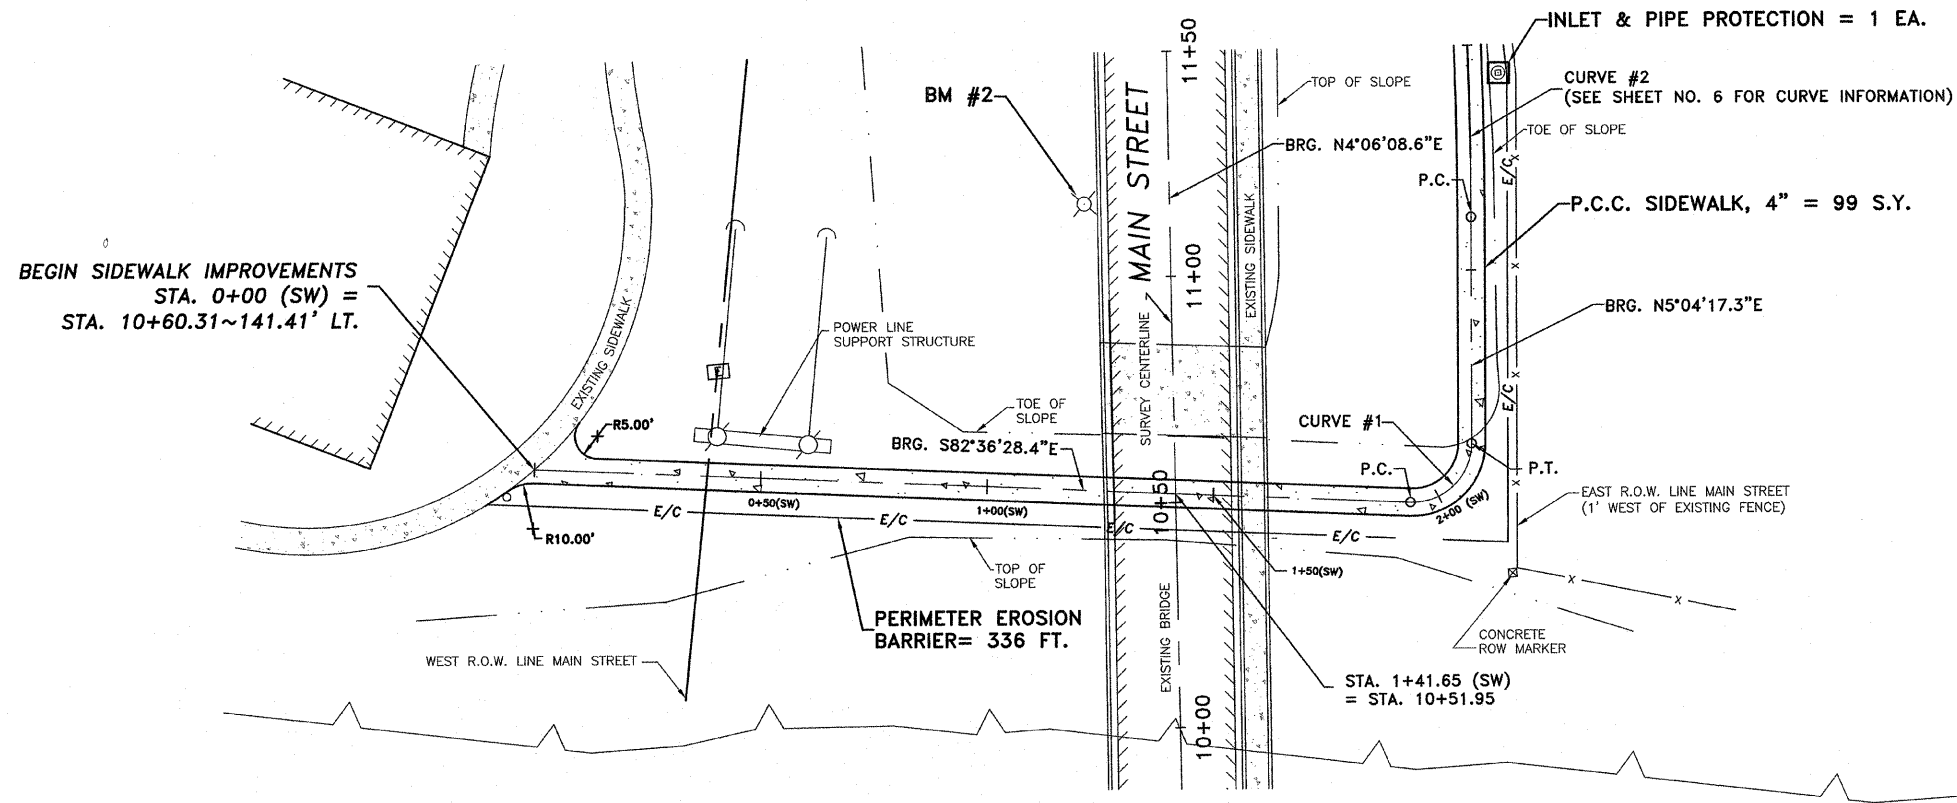 INLET & PIPE PROTECTION = 1 EA.
11+50
CURVE #2
(SEE SHEET NO. 6 FOR CURVE INFORMATION)
TOP OF SLOPE
BM #2
TOE OF SLOPE
MAIN STREET
BRG. N4°06'08.6"E
E/C
X
P.C.
P.C.C. SIDEWALK, 4" = 99 S.Y.
EXISTING SIDEWALK
11+00
BEGIN SIDEWALK IMPROVEMENTS
STA. 0+00 (SW) =
STA. 10+60.31~141.41' LT.
X
BRG. N5°04'17.3"E
POWER LINE
SUPPORT STRUCTURE
EXISTING SIDEWALK
SURVEY CENTERLINE
E
X
E/C
TOE OF
SLOPE
R5.00'
CURVE #1
BRG. S82°36'28.4"E
P.C.
P.T.
X
10+50
0+50(SW)
1+00(SW)
2+00 (SW)
EAST R.O.W. LINE MAIN STREET
(1' WEST OF EXISTING FENCE)
E/C
E/C
E/C
E/C
R10.00'
TOP OF
SLOPE
1+50(SW)
X
X
PERIMETER EROSION
BARRIER= 336 FT.
EXISTING BRIDGE
CONCRETE
ROW MARKER
WEST R.O.W. LINE MAIN STREET
STA. 1+41.65 (SW)
= STA. 10+51.95
10+00